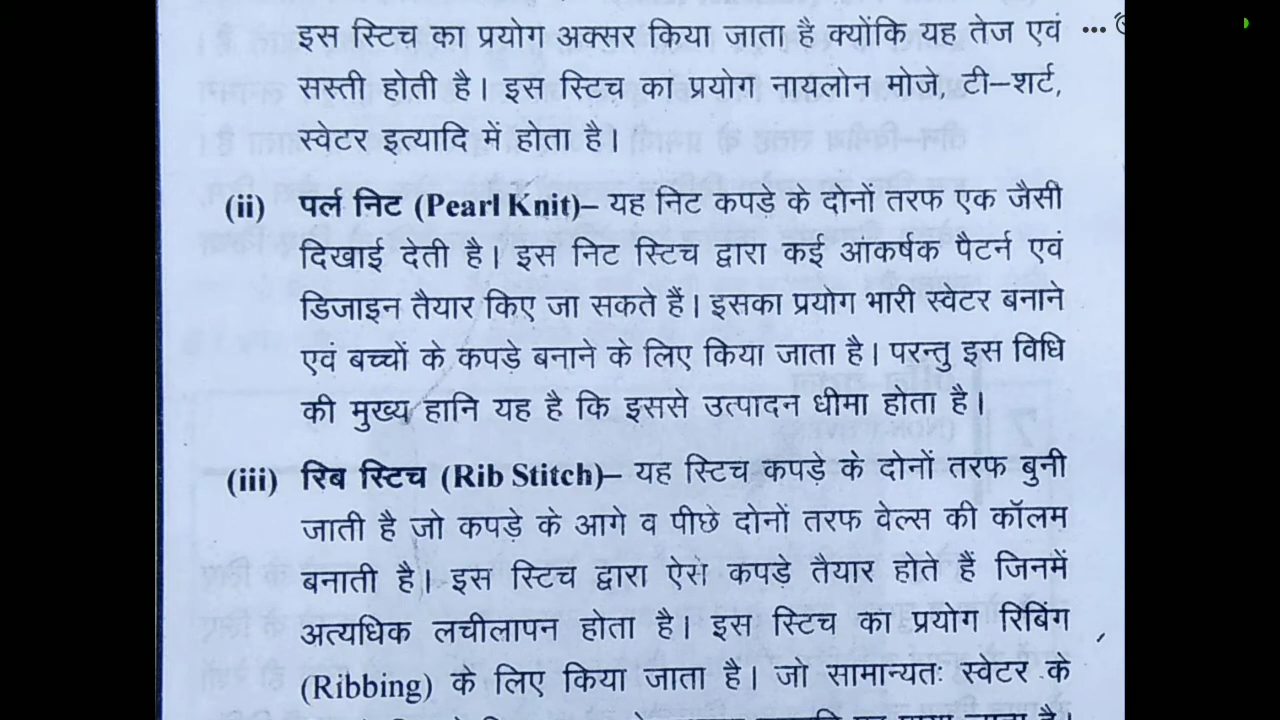 इस स्टिच का प्रयोग अक्सर किया जाता है क्योंकि यह तेज एवं
सस्ती होती है। इस स्टिच का प्रयोग नायलोन मोजे, टी–शर्ट,
स्वेटर इत्यादि में होता है।
(ii) पर्ल निट (Pearl Knit)– यह निट कपड़े के दोनों तरफ एक जैसी
दिखाई देती है। इस निट स्टिच द्वारा कई आकर्षक पैटर्न एवं
डिजाइन तैयार किए जा सकते हैं। इसका प्रयोग भारी स्वेटर बनाने
एवं बच्चों के कपड़े बनाने के लिए किया जाता है। परन्तु इस विधि
की मुख्य हानि यह है कि इससे उत्पादन धीमा होता है।
(iii) रिब स्टिच (Rib Stitch)– यह स्टिच कपड़े के दोनों तरफ बुनी
जाती है जो कपड़े के आगे व पीछे दोनों तरफ वेल्स की कॉलम
बनाती है। इस स्टिच द्वारा ऐसे कपड़े तैयार होते हैं जिनमें
अत्यधिक लचीलापन होता है। इस स्टिच का प्रयोग रिबिंग
(Ribbing) के लिए किया जाता है। जो सामान्यतः स्वेटर के